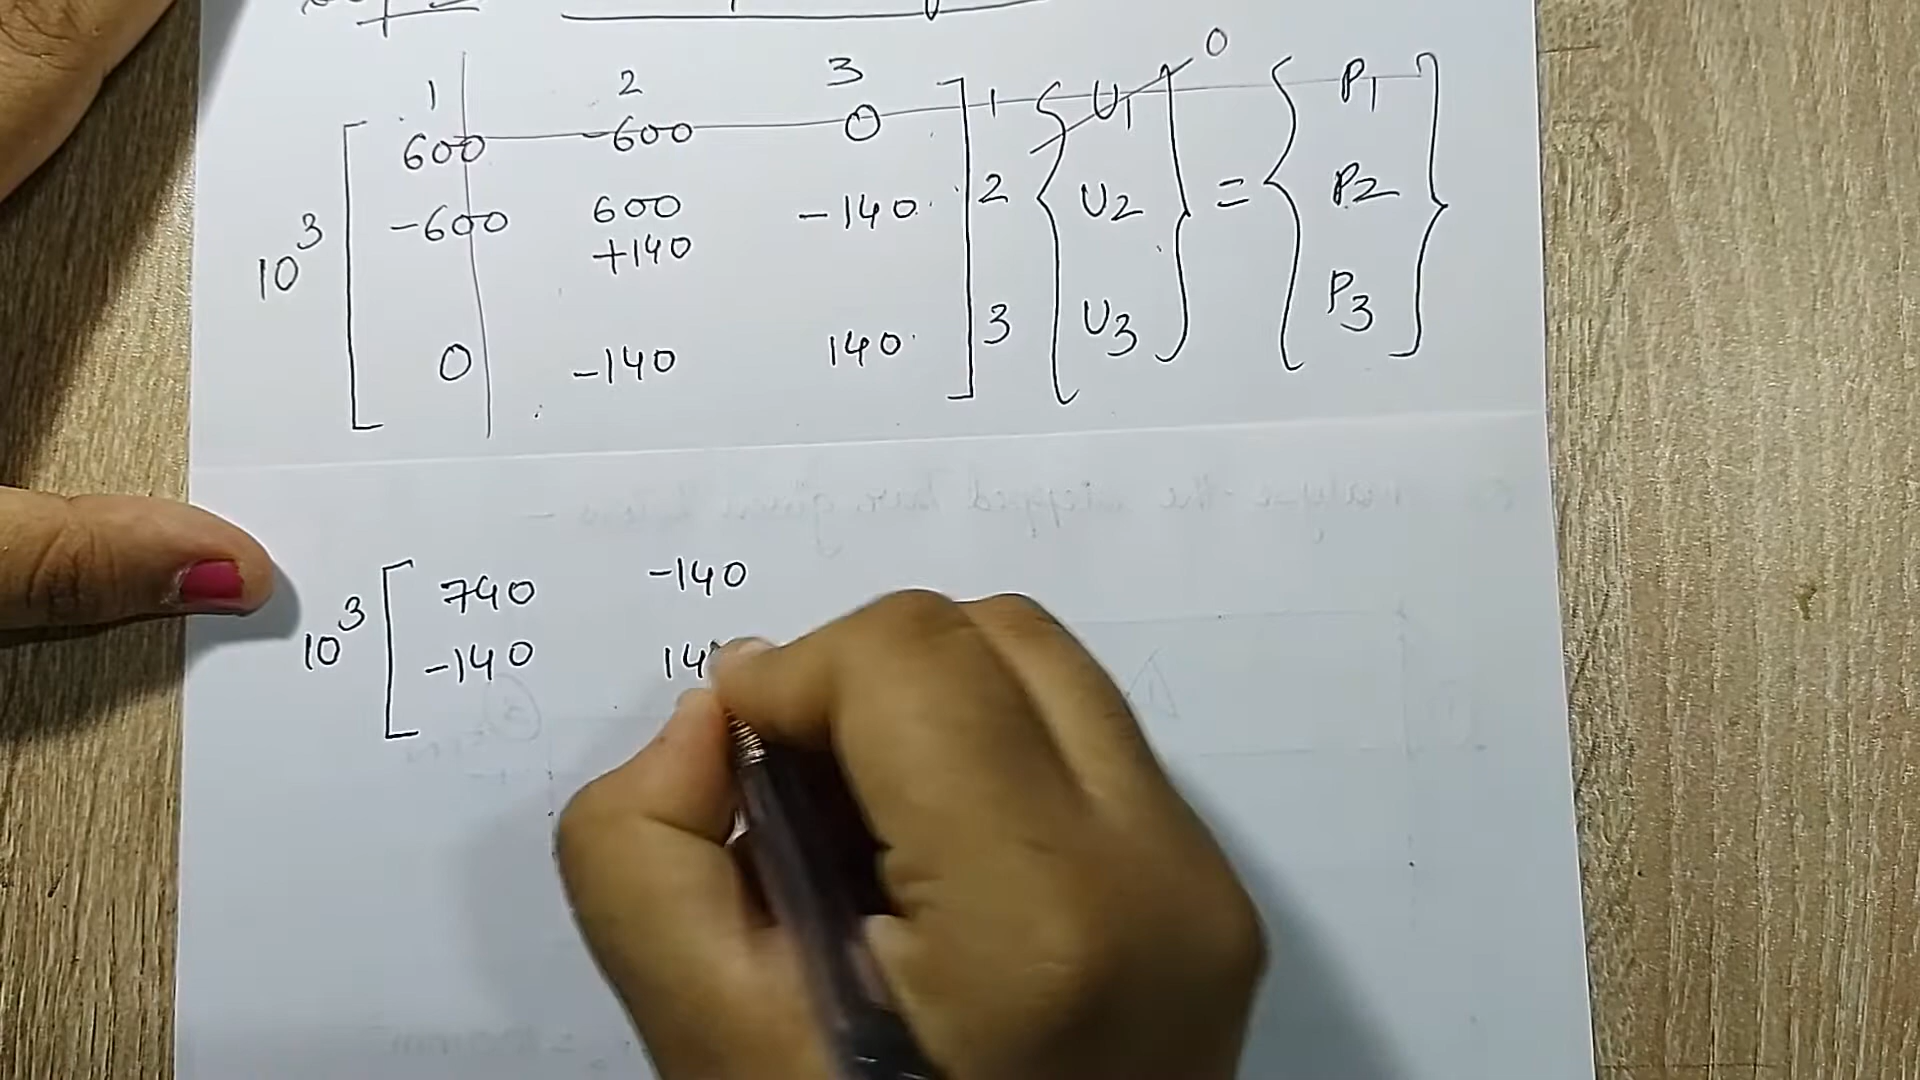 1 2 3
600 -600 0 1 U1 0 P1
10^3 -600 600 -140 2 U2 = P2
+140
0 -140 140 3 U3 P3
740 -140
10^3 -140 14